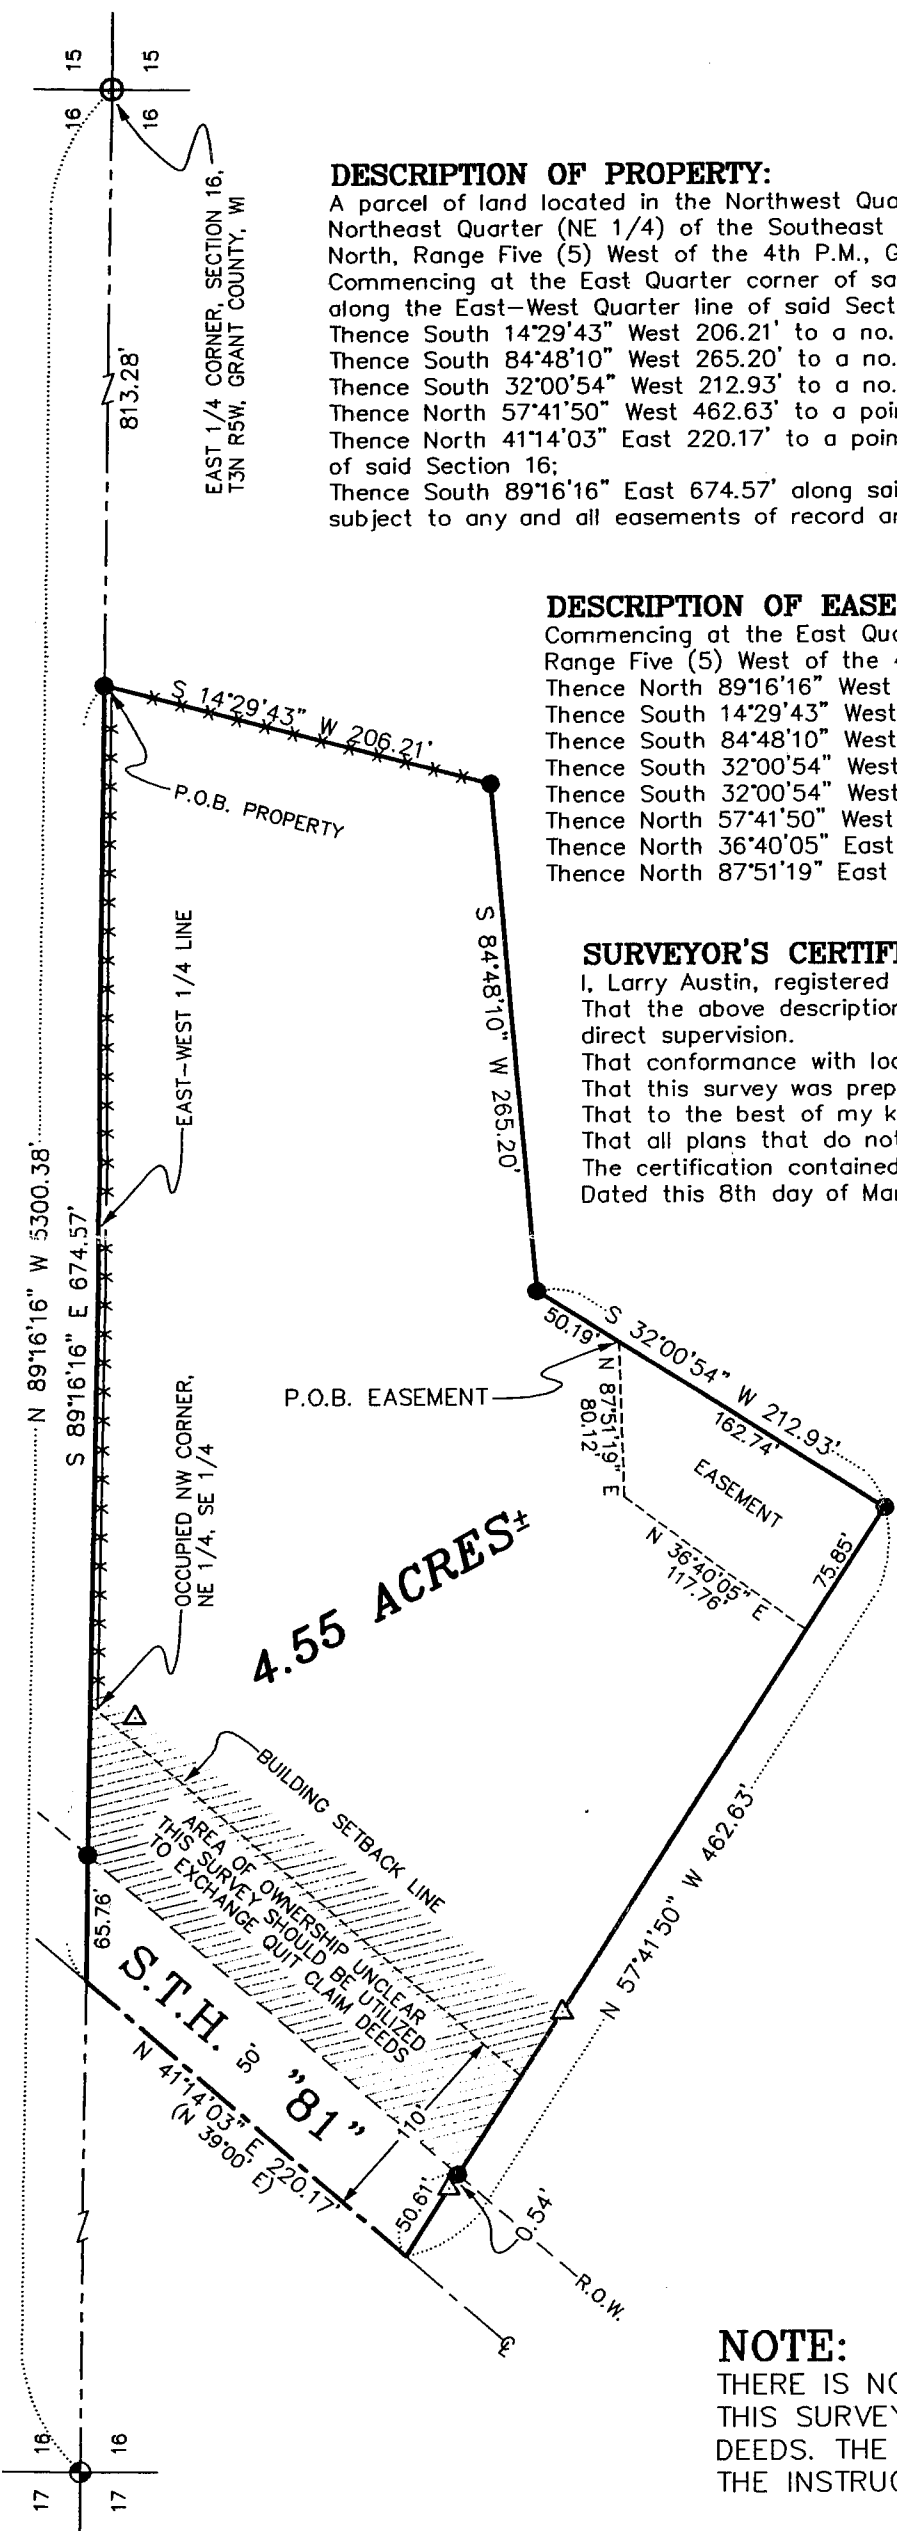 15
15
16
16
EAST 1/4 CORNER, SECTION 16,
T3N R5W, GRANT COUNTY, WI
813.28'
DESCRIPTION OF PROPERTY:
A parcel of land located in the Northwest Qua
Northeast Quarter (NE 1/4) of the Southeast
North, Range Five (5) West of the 4th P.M., G
Commencing at the East Quarter corner of sa
along the East-West Quarter line of said Sect
Thence South 14°29'43" West 206.21' to a no.
Thence South 84°48'10" West 265.20' to a no.
Thence South 32°00'54" West 212.93' to a no.
Thence North 57°41'50" West 462.63' to a poin
Thence North 41°14'03" East 220.17' to a poin
of said Section 16;
Thence South 89°16'16" East 674.57' along sai
subject to any and all easements of record an
DESCRIPTION OF EASE
Commencing at the East Qua
Range Five (5) West of the 4
Thence North 89°16'16" West
Thence South 14°29'43" West
Thence South 84°48'10" West
Thence South 32°00'54" West
Thence South 32°00'54" West
Thence North 57°41'50" West
Thence North 36°40'05" East
Thence North 87°51'19" East
SURVEYOR'S CERTIFI
I, Larry Austin, registered
That the above description
direct supervision.
That conformance with loc
That this survey was prep
That to the best of my k
That all plans that do not
The certification contained
Dated this 8th day of Mar
S 14°29'43" W 206.21'
P.O.B. PROPERTY
EAST-WEST 1/4 LINE
S 84°48'10" W 265.20'
N 89°16'16" W 5300.38'
S 89°16'16" E 674.57'
OCCUPIED NW CORNER,
NE 1/4, SE 1/4
P.O.B. EASEMENT
50.19'
S 32°00'54" W 212.93'
162.74'
N 87°51'19" E
80.12'
EASEMENT
N 36°40'05" E
117.76'
75.85'
4.55 ACRES±
BUILDING SETBACK LINE
AREA OF OWNERSHIP UNCLEAR
THIS SURVEY SHOULD BE UTILIZED
TO EXCHANGE QUIT CLAIM DEEDS
N 57°41'50" W 462.63'
65.76'
S.T.H. "81"
50'
110'
N 41°14'03" E 220.17'
(N 39°00' E)
50.61'
0.54'
R.O.W.
℄
NOTE:
THERE IS NO
THIS SURVEY
DEEDS. THE
THE INSTRUC
16
16
17
17